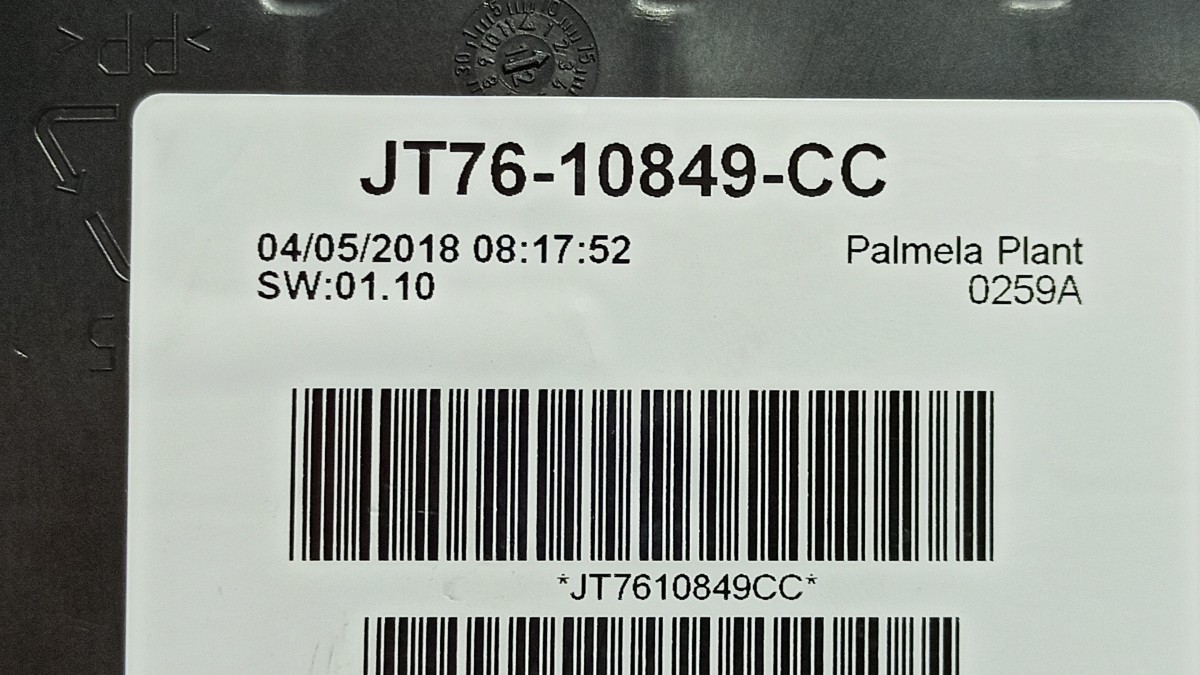 >PP<
JT76-10849-CC
04/05/2018 08:17:52
Palmela Plant
SW:01.10
0259A
*JT7610849CC*